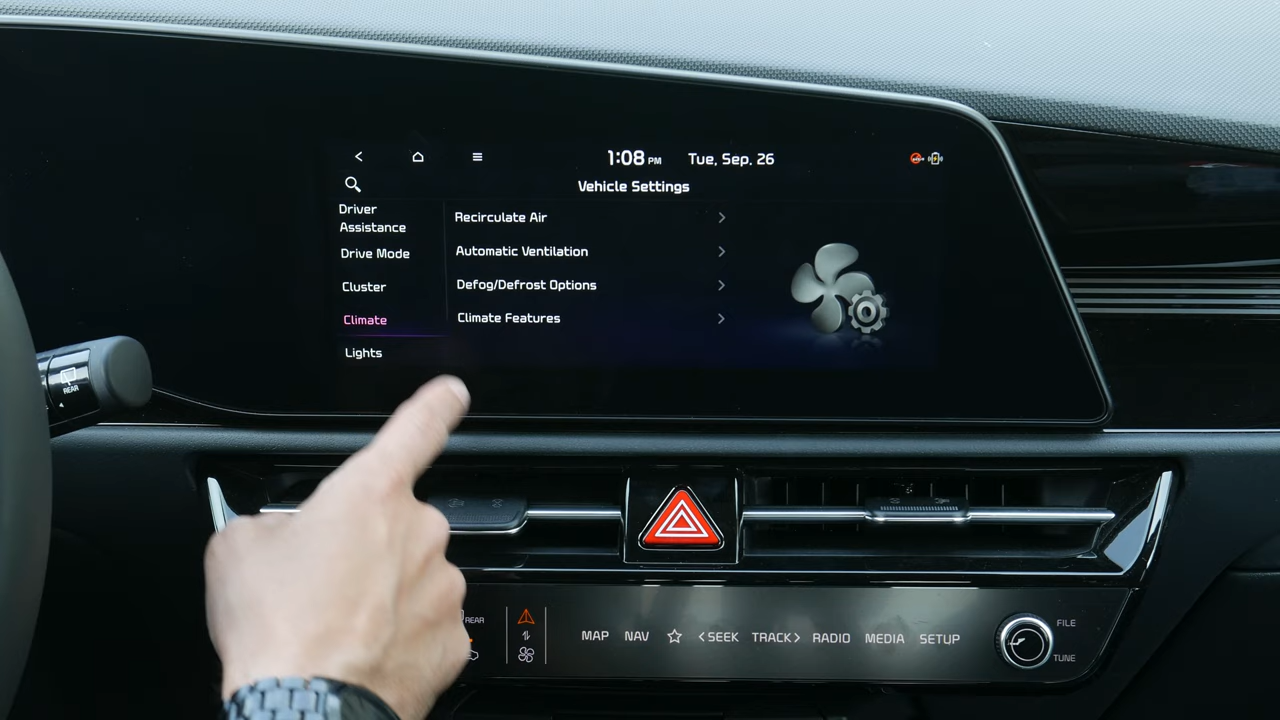 1:08 PM Tue, Sep. 26
Vehicle Settings
Driver
Assistance
Drive Mode
Cluster
Climate
Lights
Recirculate Air
Automatic Ventilation
Defog/Defrost Options
Climate Features
REAR
REAR
MAP NAV SEEK TRACK RADIO MEDIA SETUP
FILE
TUNE